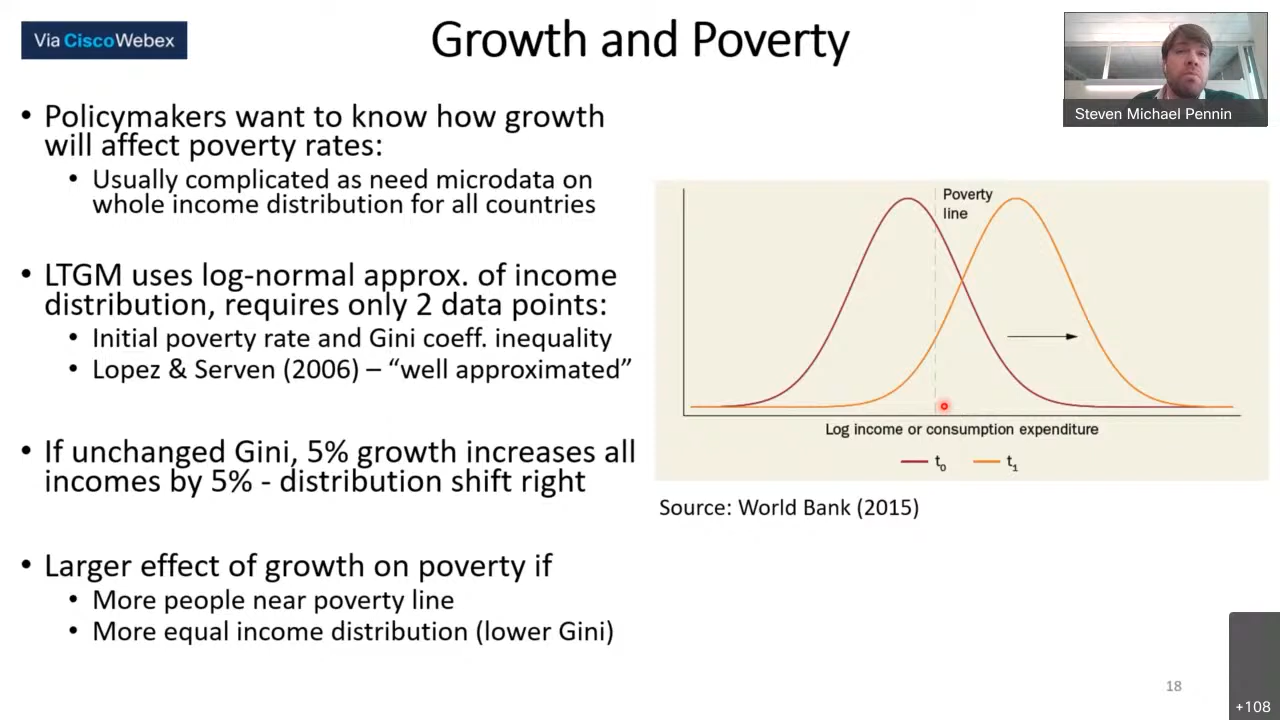 Via Cisco Webex
Growth and Poverty
Steven Michael Pennin
• Policymakers want to know how growth
will affect poverty rates:
• Usually complicated as need microdata on
whole income distribution for all countries
• LTGM uses log-normal approx. of income
distribution, requires only 2 data points:
• Initial poverty rate and Gini coeff. inequality
• Lopez & Serven (2006) – “well approximated”
• If unchanged Gini, 5% growth increases all
incomes by 5% - distribution shift right
• Larger effect of growth on poverty if
• More people near poverty line
• More equal income distribution (lower Gini)
Poverty
line
Log income or consumption expenditure
t0 t1
Source: World Bank (2015)
18
+108